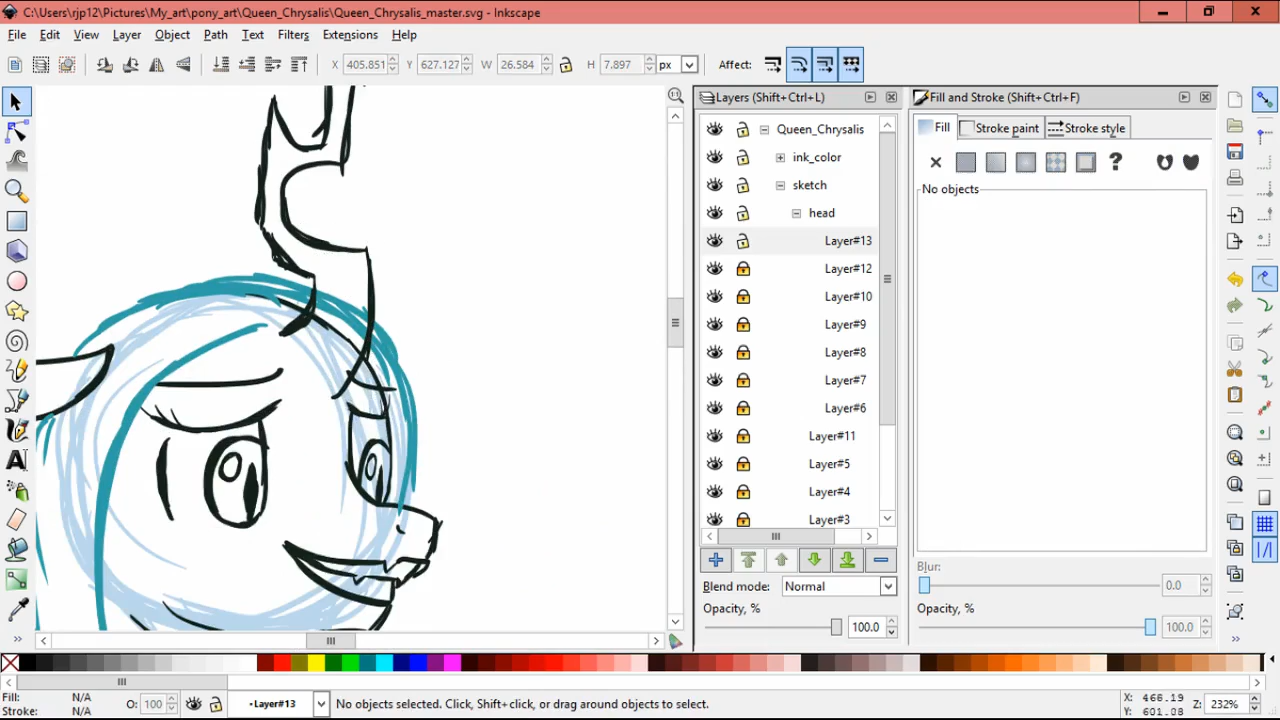 C:\Users\rjp12\Pictures\My_art\pony_art\Queen_Chrysalis\Queen_Chrysalis_master.svg - Inkscape
File Edit View Layer Object Path Text Filters Extensions Help
X 405.851 Y 627.127 W 26.584 H 7.897 px Affect:
Layers (Shift+Ctrl+L) Fill and Stroke (Shift+Ctrl+F)
Queen_Chrysalis
Fill Stroke paint Stroke style
ink_color
?
sketch
No objects
head
Layer#13
Layer#12
Layer#10
Layer#9
Layer#8
Layer#7
Layer#6
Layer#11
Layer#5
Layer#4
Layer#3
Blur:
Blend mode: Normal 0.0
Opacity, % Opacity, %
100.0 100.0
Fill: N/A
Stroke: N/A
O: 100
Layer#13
No objects selected. Click, Shift+click, or drag around objects to select.
X: 466.19
Y: 601.08
Z: 232%